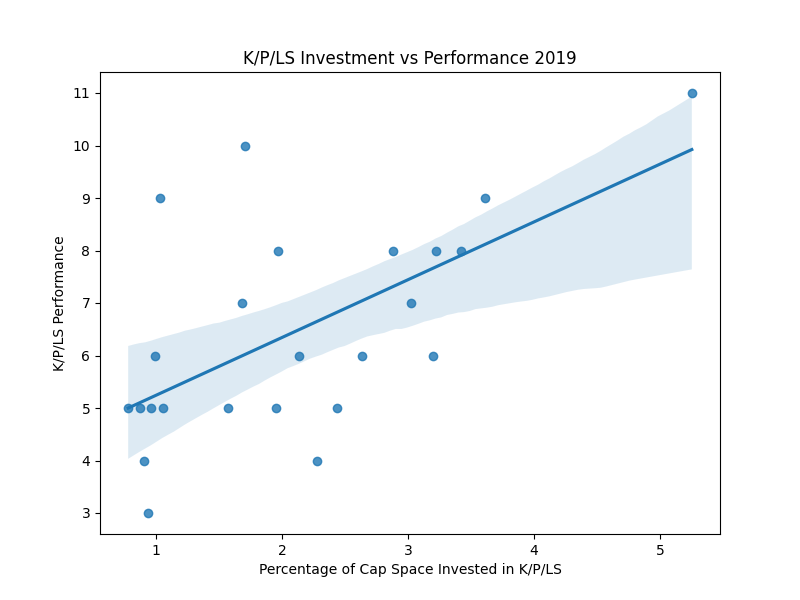 K/P/LS Investment vs Performance 2019
11
10
9
8
7
6
5
4
3
K/P/LS Performance
1 2 3 4 5
Percentage of Cap Space Invested in K/P/LS